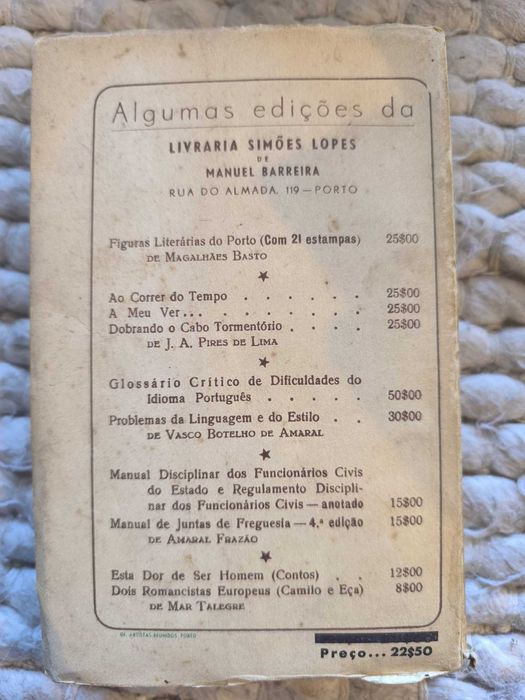 Algumas edições da
LIVRARIA SIMÕES LOPES
DE
MANUEL BARREIRA
RUA DO ALMADA, 119 — PORTO
Figuras Literárias do Porto (Com 21 estampas) 25$00
DE MAGALHÃES BASTO
★
Ao Correr do Tempo . . . . . . 25$00
A Meu Ver... . . . . . . . 25$00
Dobrando o Cabo Tormentório . . . . 25$00
DE J. A. PIRES DE LIMA
★
Glossário Crítico de Dificuldades do
Idioma Português . . . . . 50$00
Problemas da Linguagem e do Estilo . . 30$00
DE VASCO BOTELHO DE AMARAL
★
Manual Disciplinar dos Funcionários Civis
do Estado e Regulamento Discipli-
nar dos Funcionários Civis — anotado 15$00
Manual de Juntas de Freguesia — 4.ª edição 15$00
DE AMARAL FRAZÃO
★
Esta Dor de Ser Homem (Contos) . . 12$00
Dois Romancistas Europeus (Camilo e Eça) 8$00
DE MAR TALEGRE
ARTISTAS REUNIDOS PORTO
Preço... 22$50